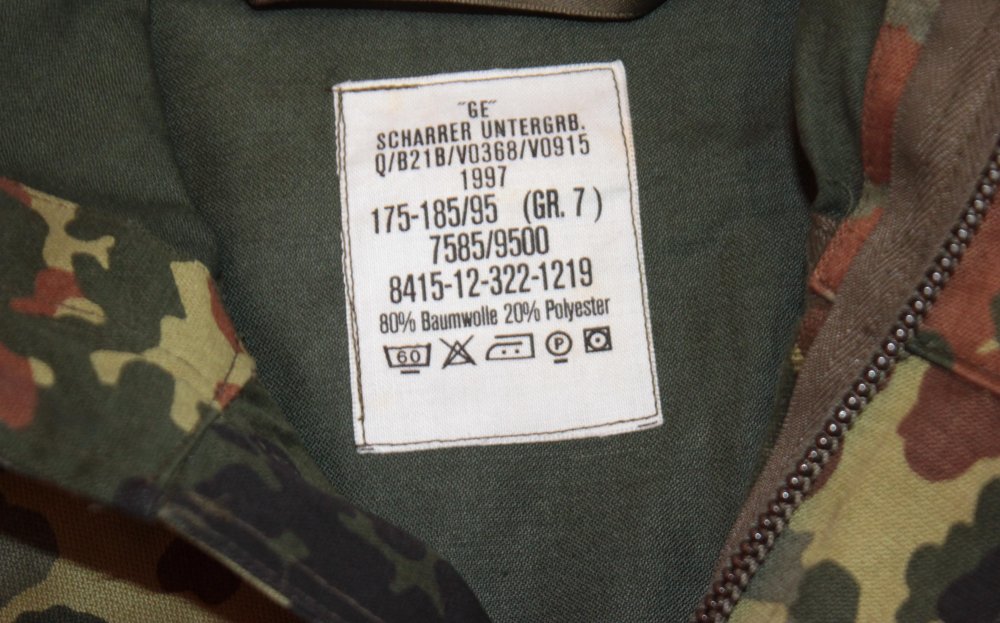 "GE"
SCHARRER UNTERGRB.
Q/B21B/V0368/V0915
1997
175-185/95 (GR. 7)
7585/9500
8415-12-322-1219
80% Baumwolle 20% Polyester
60 P